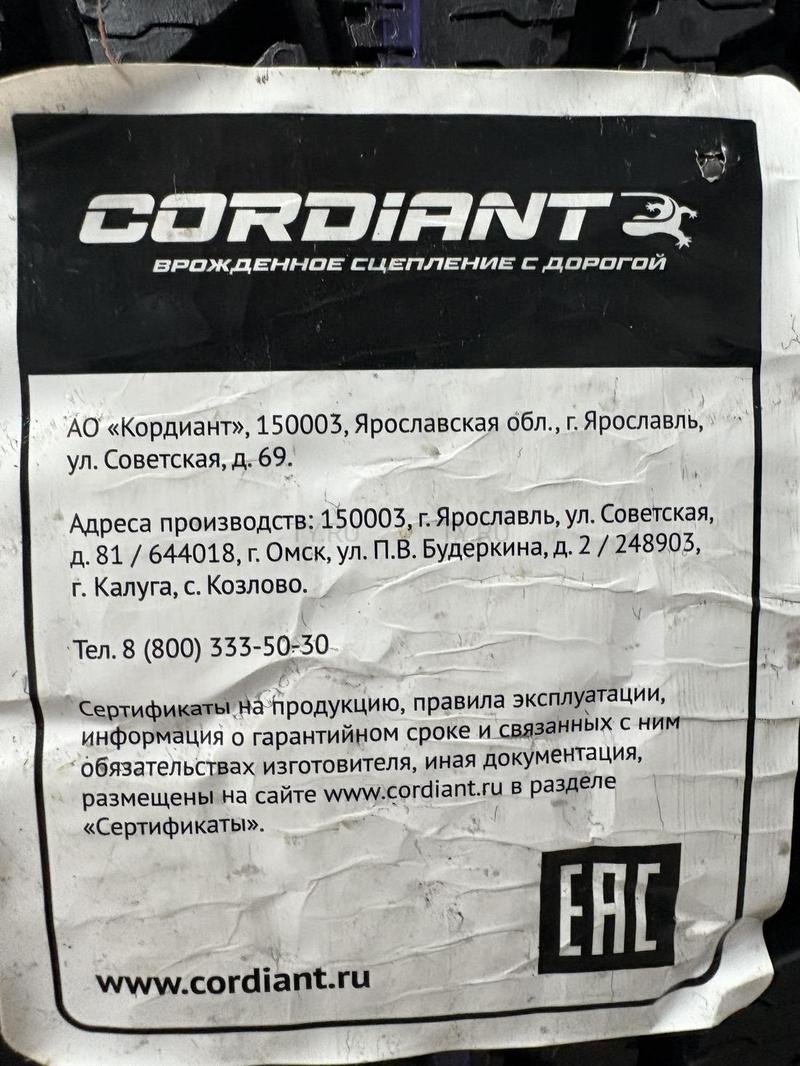 CORDIANT
ВРОЖДЕННОЕ СЦЕПЛЕНИЕ С ДОРОГОЙ
АО «Кордиант», 150003, Ярославская обл., г. Ярославль,
ул. Советская, д. 69.
Адреса производств: 150003, г. Ярославль, ул. Советская,
д. 81 / 644018, г. Омск, ул. П.В. Будеркина, д. 2 / 248903,
г. Калуга, с. Козлово.
Тел. 8 (800) 333-50-30
Сертификаты на продукцию, правила эксплуатации,
информация о гарантийном сроке и связанных с ним
обязательствах изготовителя, иная документация,
размещены на сайте www.cordiant.ru в разделе
«Сертификаты».
EAC
www.cordiant.ru